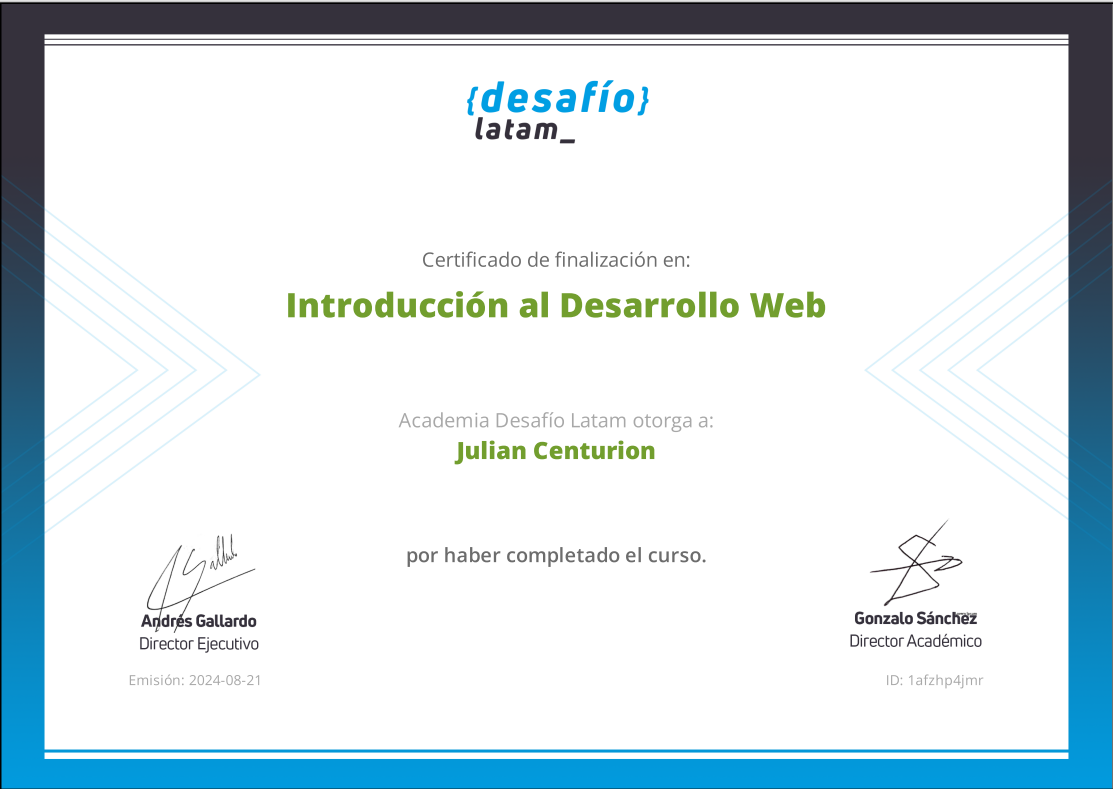 {desafío}
latam_
Certificado de finalización en:
Introducción al Desarrollo Web
Academia Desafío Latam otorga a:
Julian Centurion
por haber completado el curso.
Andrés Gallardo
Director Ejecutivo
Emisión: 2024-08-21
Gonzalo Sánchez
Director Académico
ID: 1afzhp4jmr